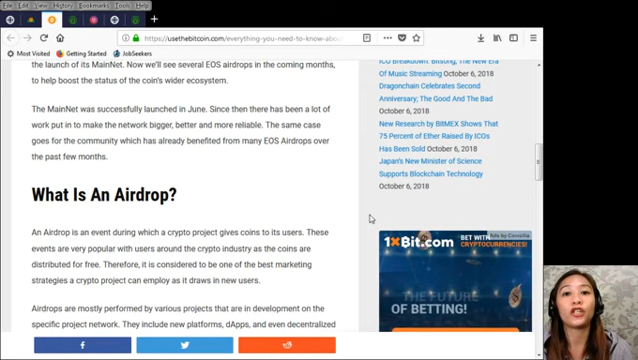 File Edit View History Bookmarks Tools Help
https://usethebitcoin.com/everything-you-need-to-know-abou
Most Visited Getting Started JobSeekers
the launch of its MainNet. Now we'll see several EOS airdrops in the coming months,
to help boost the status of the coin's wider ecosystem.
The MainNet was successfully launched in June. Since then there has been a lot of
work put in to make the network bigger, better and more reliable. The same case
goes for the community which has already benefited from many EOS Airdrops over
the past few months.
What Is An Airdrop?
An Airdrop is an event during which a crypto project gives coins to its users. These
events are very popular with users around the crypto industry as the coins are
distributed for free. Therefore, it is considered to be one of the best marketing
strategies a crypto project can employ as it draws in new users.
Airdrops are mostly performed by various projects that are in development on the
specific project network. They include new platforms, dApps, and even decentralized
ICO Breakdown: Bitsong, The New Era
Of Music Streaming October 6, 2018
Dragonchain Celebrates Second
Anniversary, The Good And The Bad
October 6, 2018
New Research by BitMEX Shows That
75 Percent of Ether Raised By ICOs
Has Been Sold October 6, 2018
Japan's New Minister of Science
Supports Blockchain Technology
October 6, 2018
Ads by Coinzilla
1xBit.com
BET WITH
CRYPTOCURRENCIES!
THE FUTURE
OF BETTING!